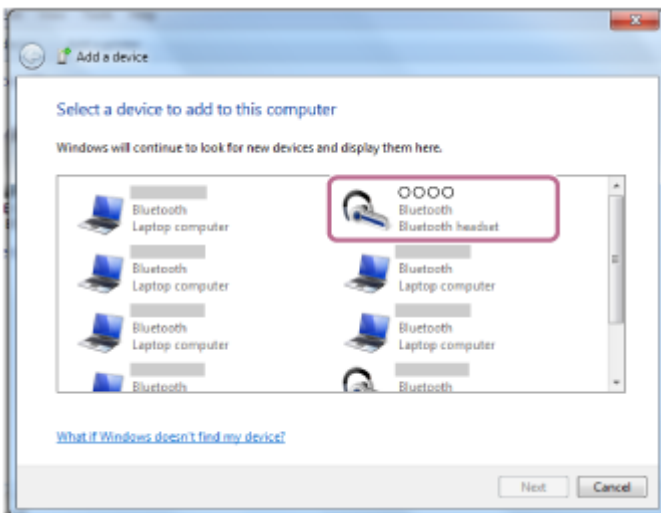 Add a device
Select a device to add to this computer
Windows will continue to look for new devices and display them here.
Bluetooth
Laptop computer
OOOO
Bluetooth
Bluetooth headset
Bluetooth
Laptop computer
Bluetooth
Laptop computer
Bluetooth
Laptop computer
Bluetooth
Laptop computer
Bluetooth
Bluetooth
What if Windows doesn't find my device?
Next
Cancel